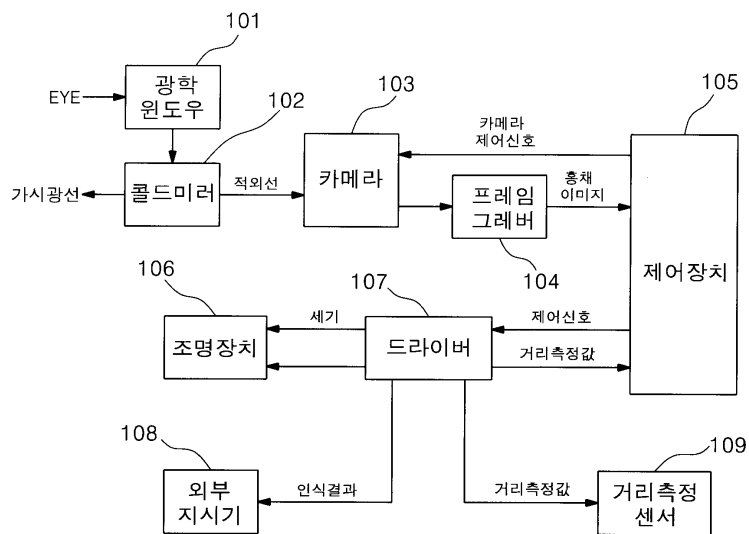 101
광학
윈도우
EYE
102
콜드미러
가시광선
적외선
103
카메라
카메라
제어신호
105
프레임
그레버
104
홍채
이미지
제어장치
106
조명장치
세기
107
드라이버
제어신호
거리측정값
108
외부
지시기
인식결과
거리측정값
109
거리측정
센서